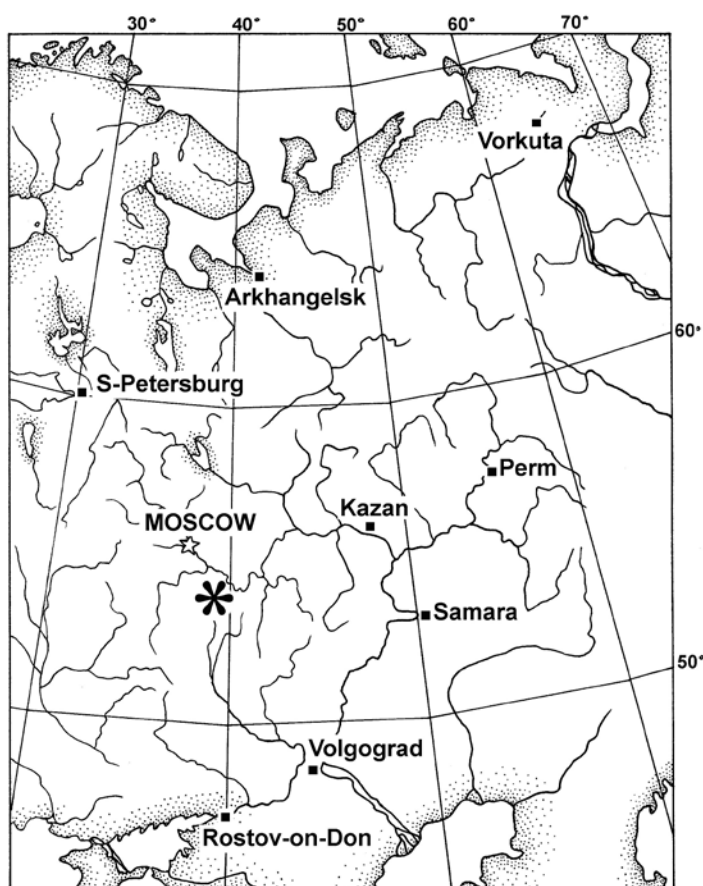 30° 40° 50° 60° 70°
Vorkuta
Arkhangelsk
60°
S-Petersburg
Perm
Kazan
MOSCOW
*
Samara
50°
Volgograd
Rostov-on-Don